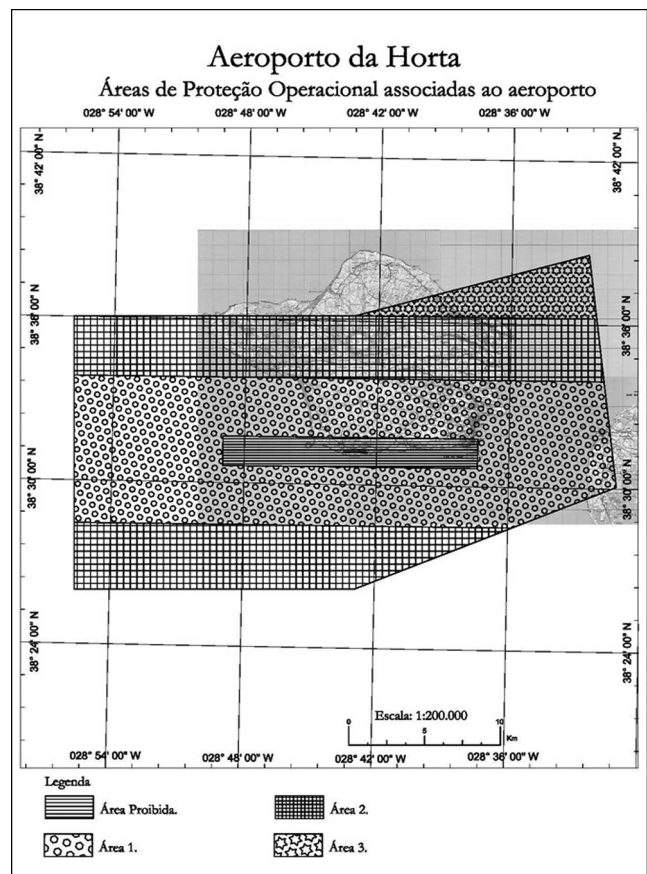 Aeroporto da Horta
Áreas de Proteção Operacional associadas ao aeroporto
028° 54' 00" W 028° 48' 00" W 028° 42' 00" W 028° 36' 00" W
38° 42' 00" N 38° 42' 00" N
38° 36' 00" N 38° 36' 00" N
38° 30' 00" N 38° 30' 00" N
38° 24' 00" N 38° 24' 00" N
Escala: 1:200.000
0 5 10
Km
028° 54' 00" W 028° 48' 00" W 028° 42' 00" W 028° 36' 00" W
Legenda
Área Proibida. Área 2.
Área 1. Área 3.